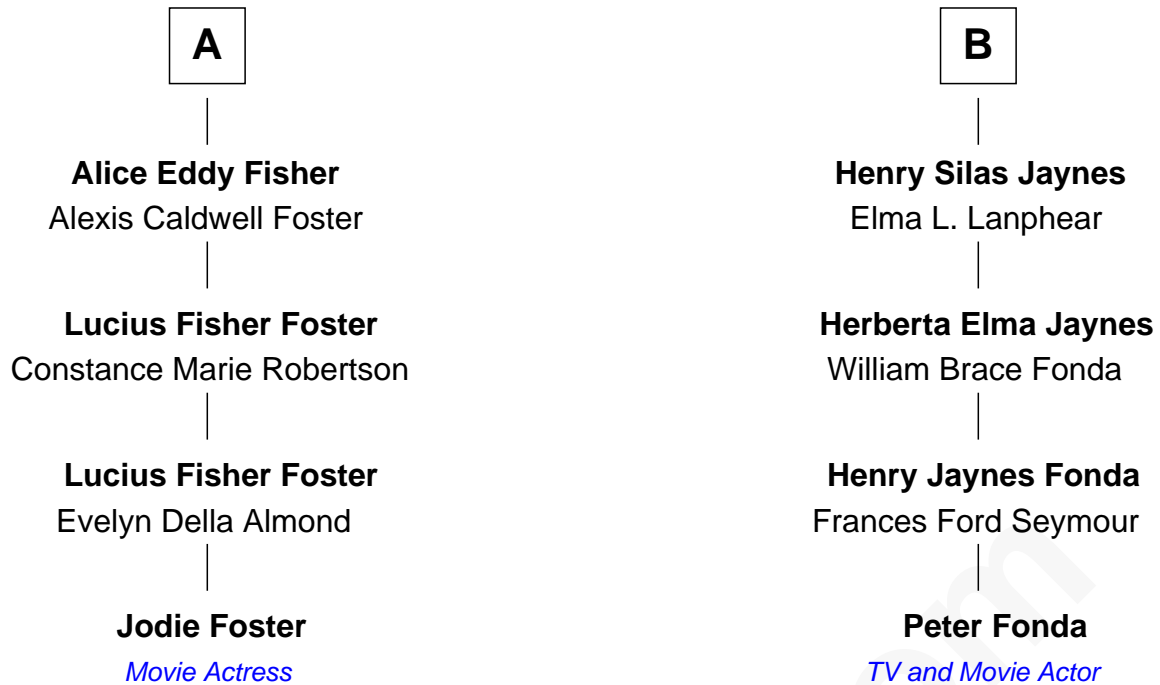 A
B
Alice Eddy Fisher
Alexis Caldwell Foster
Henry Silas Jaynes
Elma L. Lanphear
Lucius Fisher Foster
Constance Marie Robertson
Herberta Elma Jaynes
William Brace Fonda
Lucius Fisher Foster
Evelyn Della Almond
Henry Jaynes Fonda
Frances Ford Seymour
Jodie Foster
Movie Actress
Peter Fonda
TV and Movie Actor